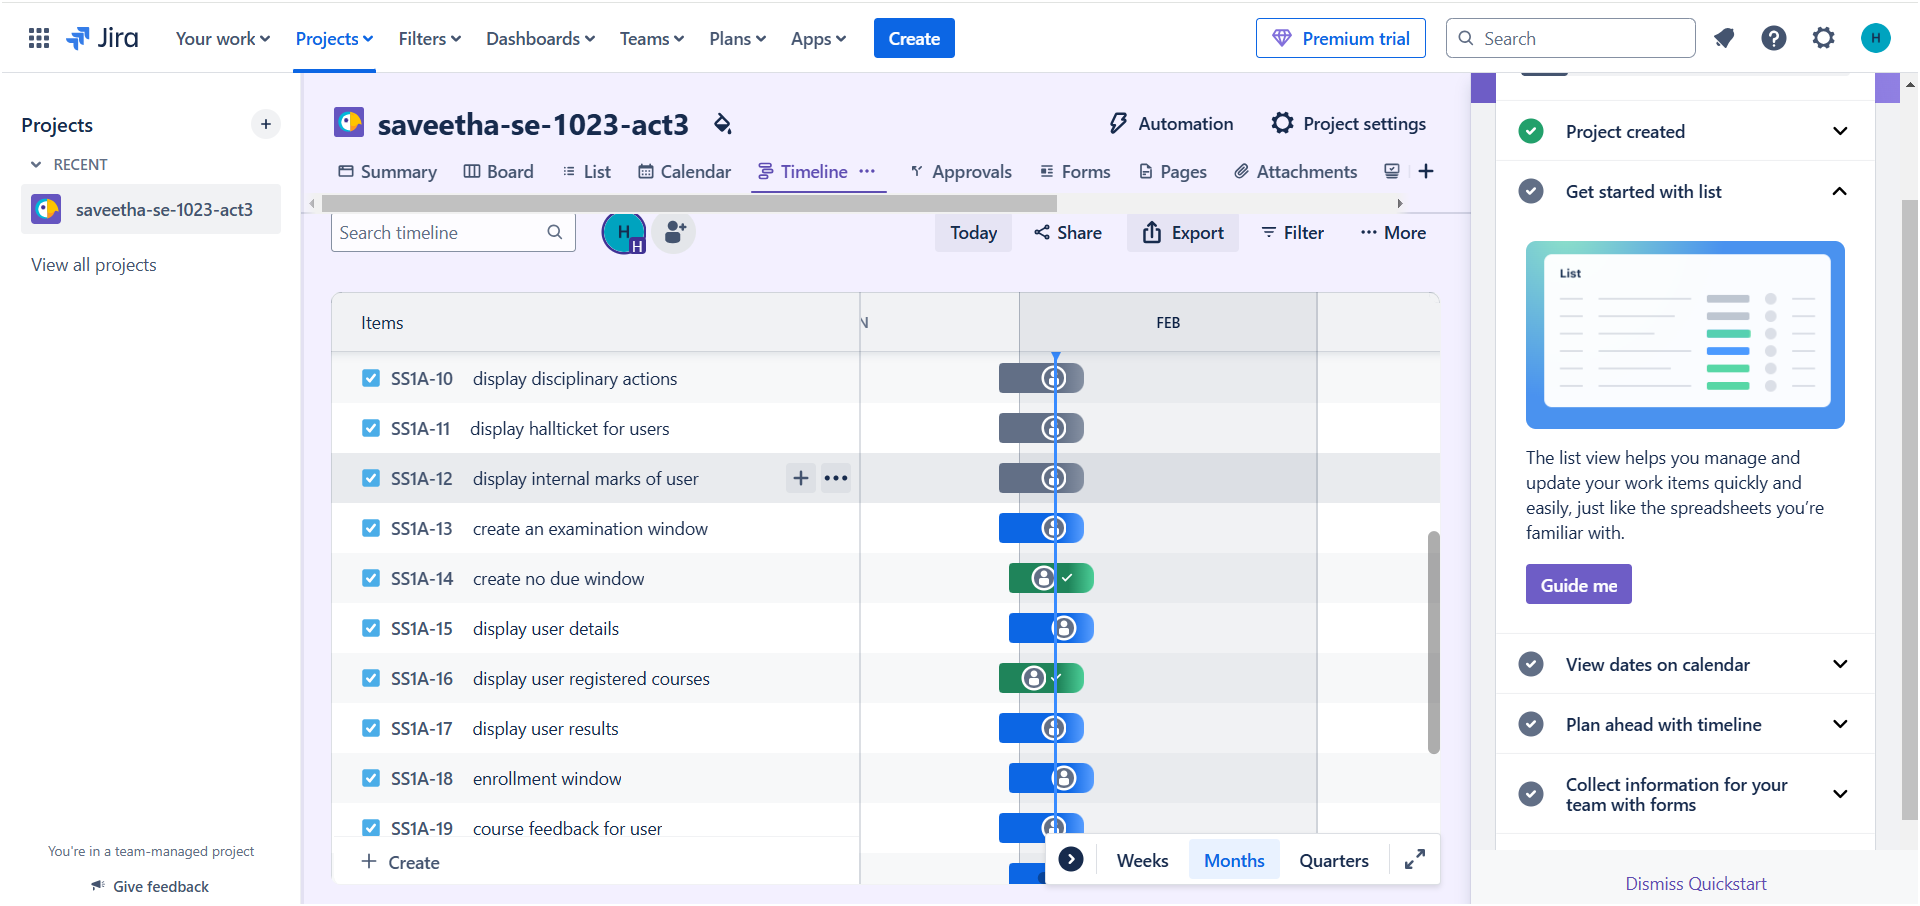 Jira
Your work
Projects
Filters
Dashboards
Teams
Plans
Apps
Create
Premium trial
Search
H
Projects
RECENT
saveetha-se-1023-act3
View all projects
You're in a team-managed project
Give feedback
saveetha-se-1023-act3
Automation
Project settings
Summary
Board
List
Calendar
Timeline
Approvals
Forms
Pages
Attachments
Search timeline
H
H
Today
Share
Export
Filter
More
Items
N
FEB
SS1A-10 display disciplinary actions
SS1A-11 display hallticket for users
SS1A-12 display internal marks of user
SS1A-13 create an examination window
SS1A-14 create no due window
SS1A-15 display user details
SS1A-16 display user registered courses
SS1A-17 display user results
SS1A-18 enrollment window
SS1A-19 course feedback for user
Create
Weeks
Months
Quarters
Project created
Get started with list
List
The list view helps you manage and
update your work items quickly and
easily, just like the spreadsheets you’re
familiar with.
Guide me
View dates on calendar
Plan ahead with timeline
Collect information for your
team with forms
Dismiss Quickstart